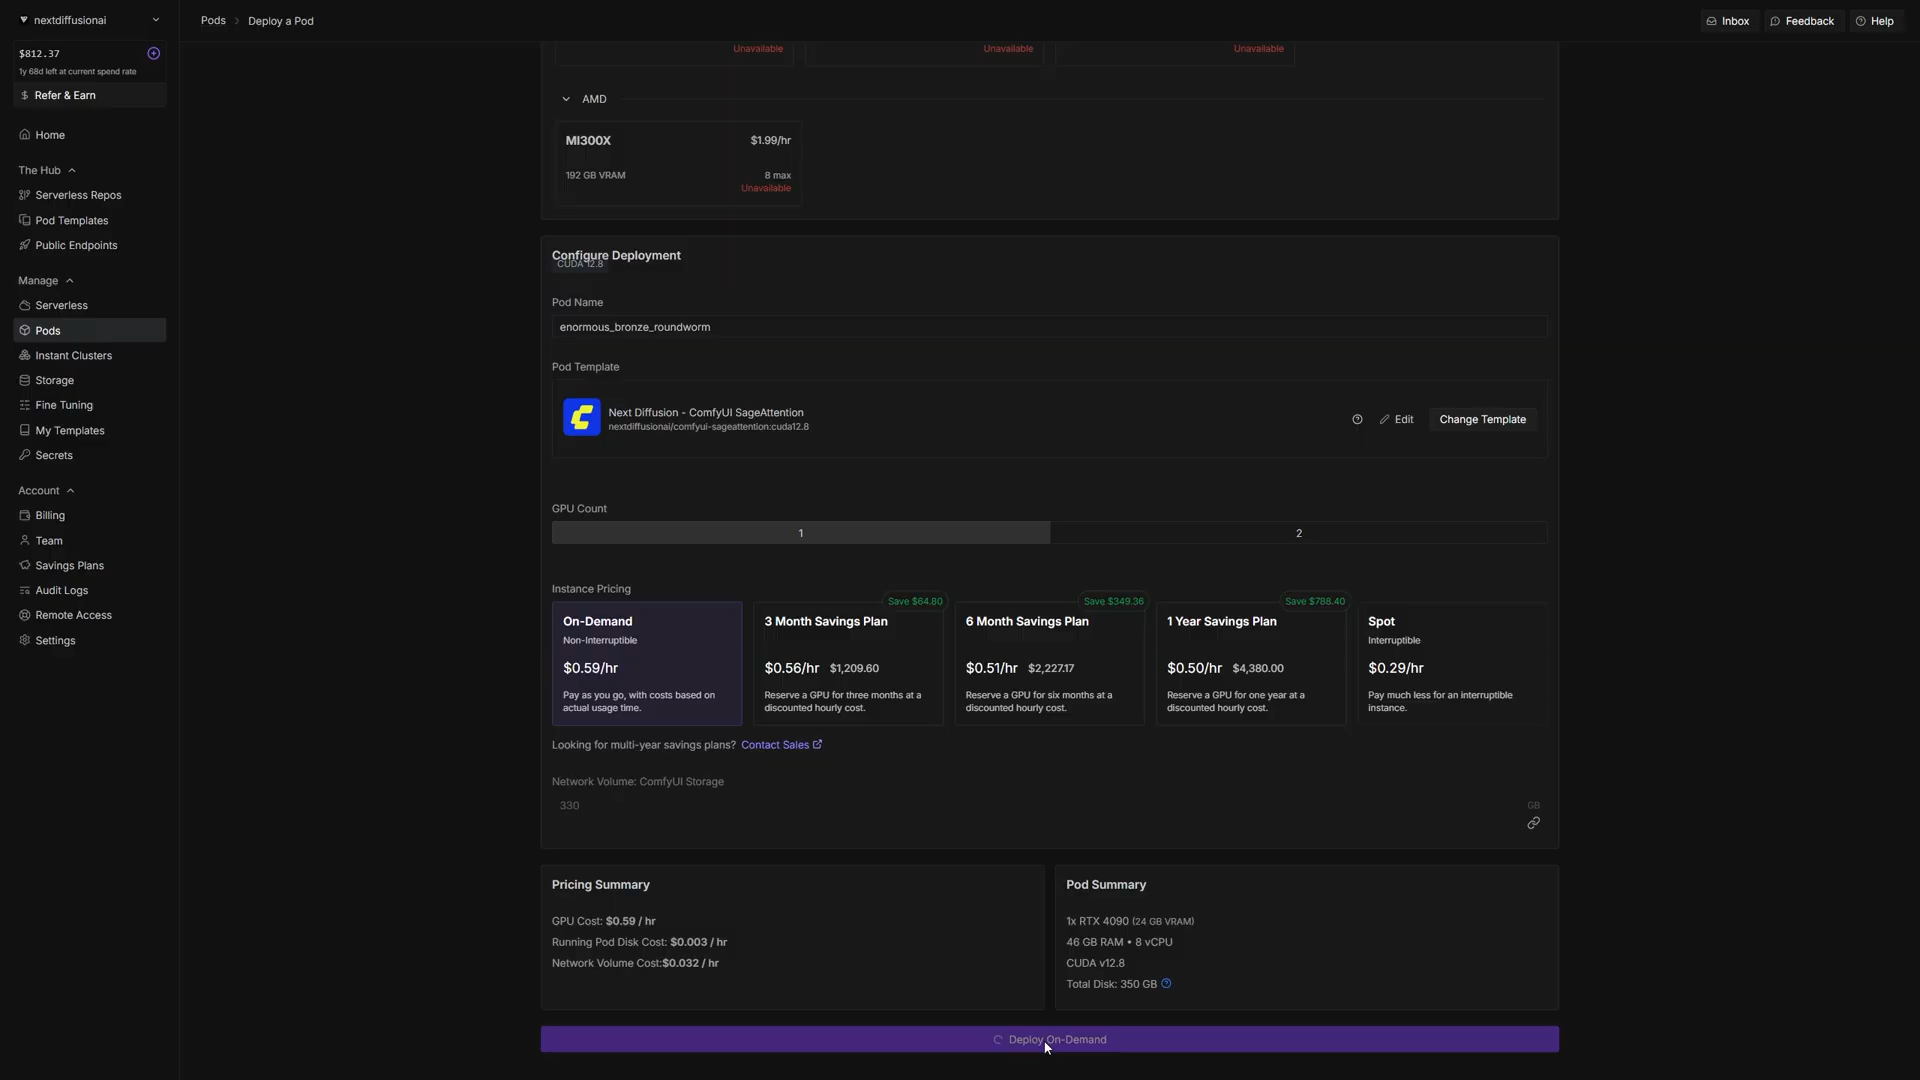 nextdiffusionai
$812.37
1y 68d left at current spend rate
Refer & Earn
Home
The Hub
Serverless Repos
Pod Templates
Public Endpoints
Manage
Serverless
Pods
Instant Clusters
Storage
Fine Tuning
My Templates
Secrets
Account
Billing
Team
Savings Plans
Audit Logs
Remote Access
Settings
Pods > Deploy a Pod
Inbox
Feedback
Help
Unavailable
Unavailable
Unavailable
AMD
MI300X $1.99/hr
192 GB VRAM 8 max
Unavailable
Configure Deployment
CUDA 12.8
Pod Name
enormous_bronze_roundworm
Pod Template
Next Diffusion - ComfyUI SageAttention
nextdiffusionai/comfyui-sageattention:cuda12.8
Edit
Change Template
GPU Count
1 2
Instance Pricing
On-Demand
Non-Interruptible
$0.59/hr
Pay as you go, with costs based on
actual usage time.
Save $64.80
3 Month Savings Plan
$0.56/hr $1,209.60
Reserve a GPU for three months at a
discounted hourly cost.
Save $349.36
6 Month Savings Plan
$0.51/hr $2,227.17
Reserve a GPU for six months at a
discounted hourly cost.
Save $788.40
1 Year Savings Plan
$0.50/hr $4,380.00
Reserve a GPU for one year at a
discounted hourly cost.
Spot
Interruptible
$0.29/hr
Pay much less for an interruptible
instance.
Looking for multi-year savings plans? Contact Sales
Network Volume: ComfyUI Storage
330 GB
Pricing Summary
GPU Cost: $0.59 / hr
Running Pod Disk Cost: $0.003 / hr
Network Volume Cost:$0.032 / hr
Pod Summary
1x RTX 4090 (24 GB VRAM)
46 GB RAM • 8 vCPU
CUDA v12.8
Total Disk: 350 GB
Deploy On-Demand